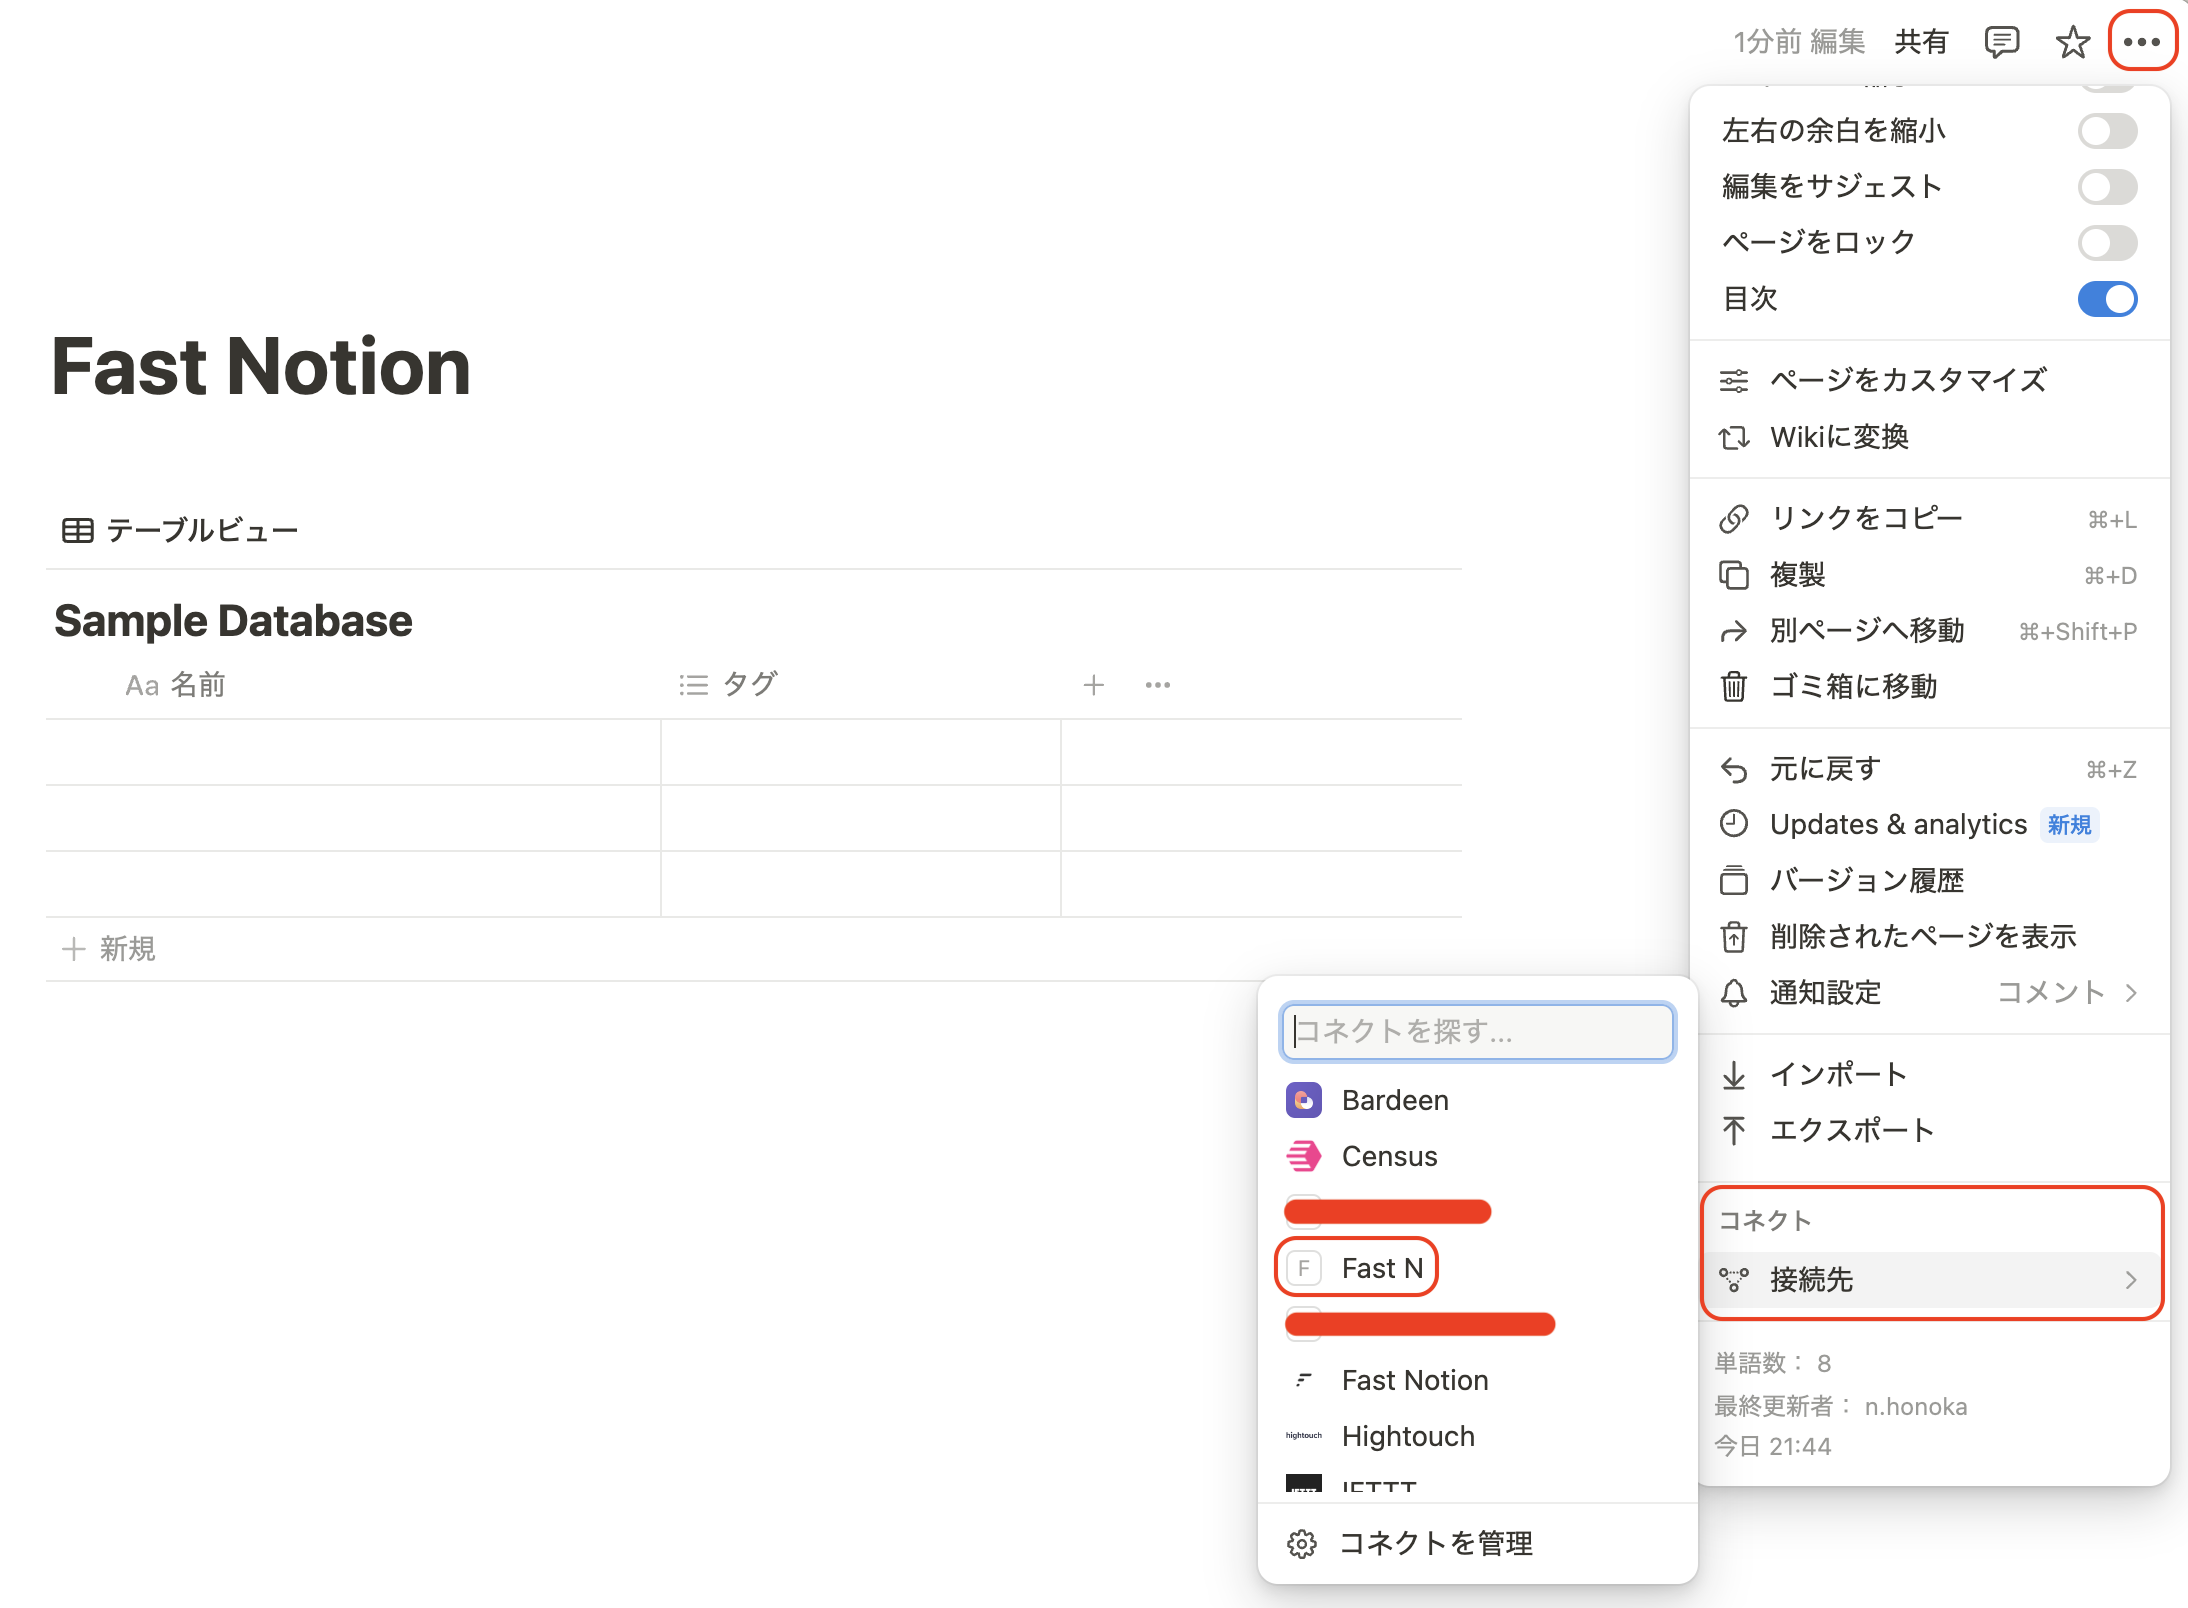 1分前 編集 共有
左右の余白を縮小
編集をサジェスト
ページをロック
目次
ページをカスタマイズ
Wikiに変換
リンクをコピー ⌘+L
複製 ⌘+D
別ページへ移動 ⌘+Shift+P
ゴミ箱に移動
元に戻す ⌘+Z
Updates & analytics 新規
バージョン履歴
削除されたページを表示
通知設定 コメント
インポート
エクスポート
コネクト
接続先
単語数： 8
最終更新者： n.honoka
今日 21:44
Fast Notion
テーブルビュー
Sample Database
Aa 名前 タグ
新規
コネクトを探す...
Bardeen
Census
F Fast N
Fast Notion
hightouch Hightouch
IFTTT
コネクトを管理